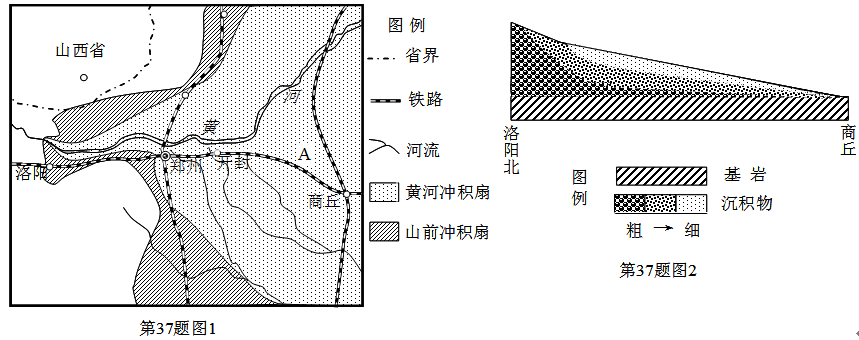 山西省
黄
河
洛阳
郑州
开封
A
商丘
图 例
省界
铁路
河流
黄河冲积扇
山前冲积扇
第37题图1
洛阳北
商丘
图例
基 岩
沉积物
粗 → 细
第37题图2